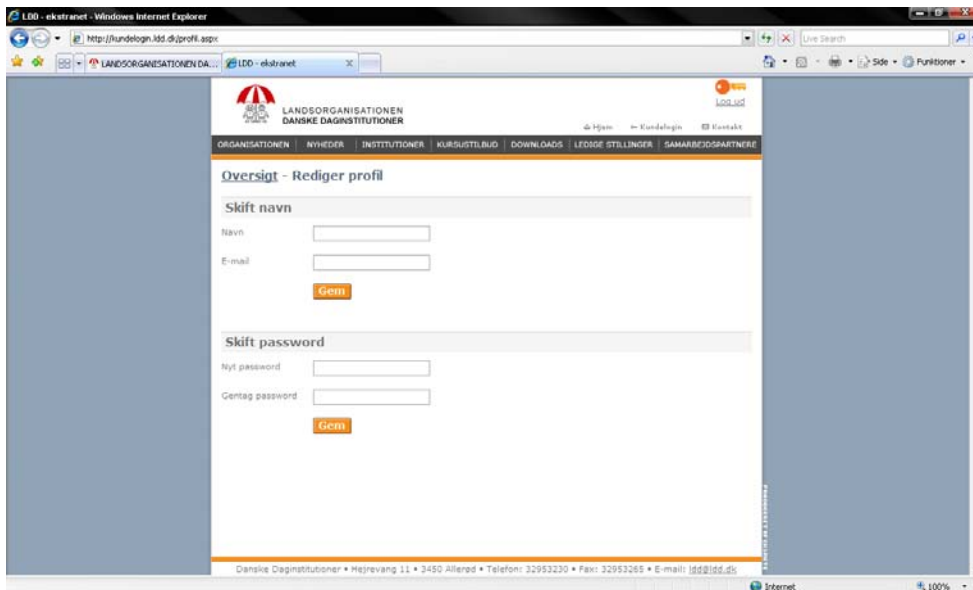 LDD - ekstranet - Windows Internet Explorer
http://kundelogin.ldd.dk/profil.aspx
Live Search
LANDSORGANISATIONEN DA...
LDD - ekstranet
Side
Funktioner
Log ud
LANDSORGANISATIONEN
DANSKE DAGINSTITUTIONER
Hjem
Kundelogin
Kontakt
ORGANISATIONEN NYHEDER INSTITUTIONER KURSUSTILBUD DOWNLOADS LEDIGE STILLINGER SAMARBEJDSPARTNERE
Oversigt - Rediger profil
Skift navn
Navn
E-mail
Gem
Skift password
Nyt password
Gentag password
Gem
Danske Daginstitutioner • Hejrevang 11 • 3450 Allerød • Telefon: 32953230 • Fax: 32953265 • E-mail: ldd@ldd.dk
Internet
100%